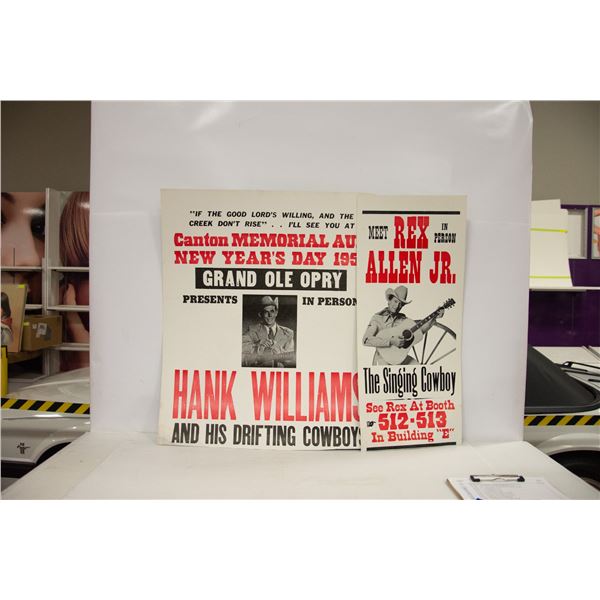 "IF THE GOOD LORD'S WILLING, AND THE
CREEK DON'T RISE" . . I'LL SEE YOU AT
Canton MEMORIAL AU
NEW YEAR'S DAY 195
GRAND OLE OPRY
PRESENTS IN PERSON
HANK WILLIAMS
AND HIS DRIFTING COWBOYS
MEET REX IN PERSON
ALLEN JR.
The Singing Cowboy
See Rex At Booth
512-513
In Building "E"